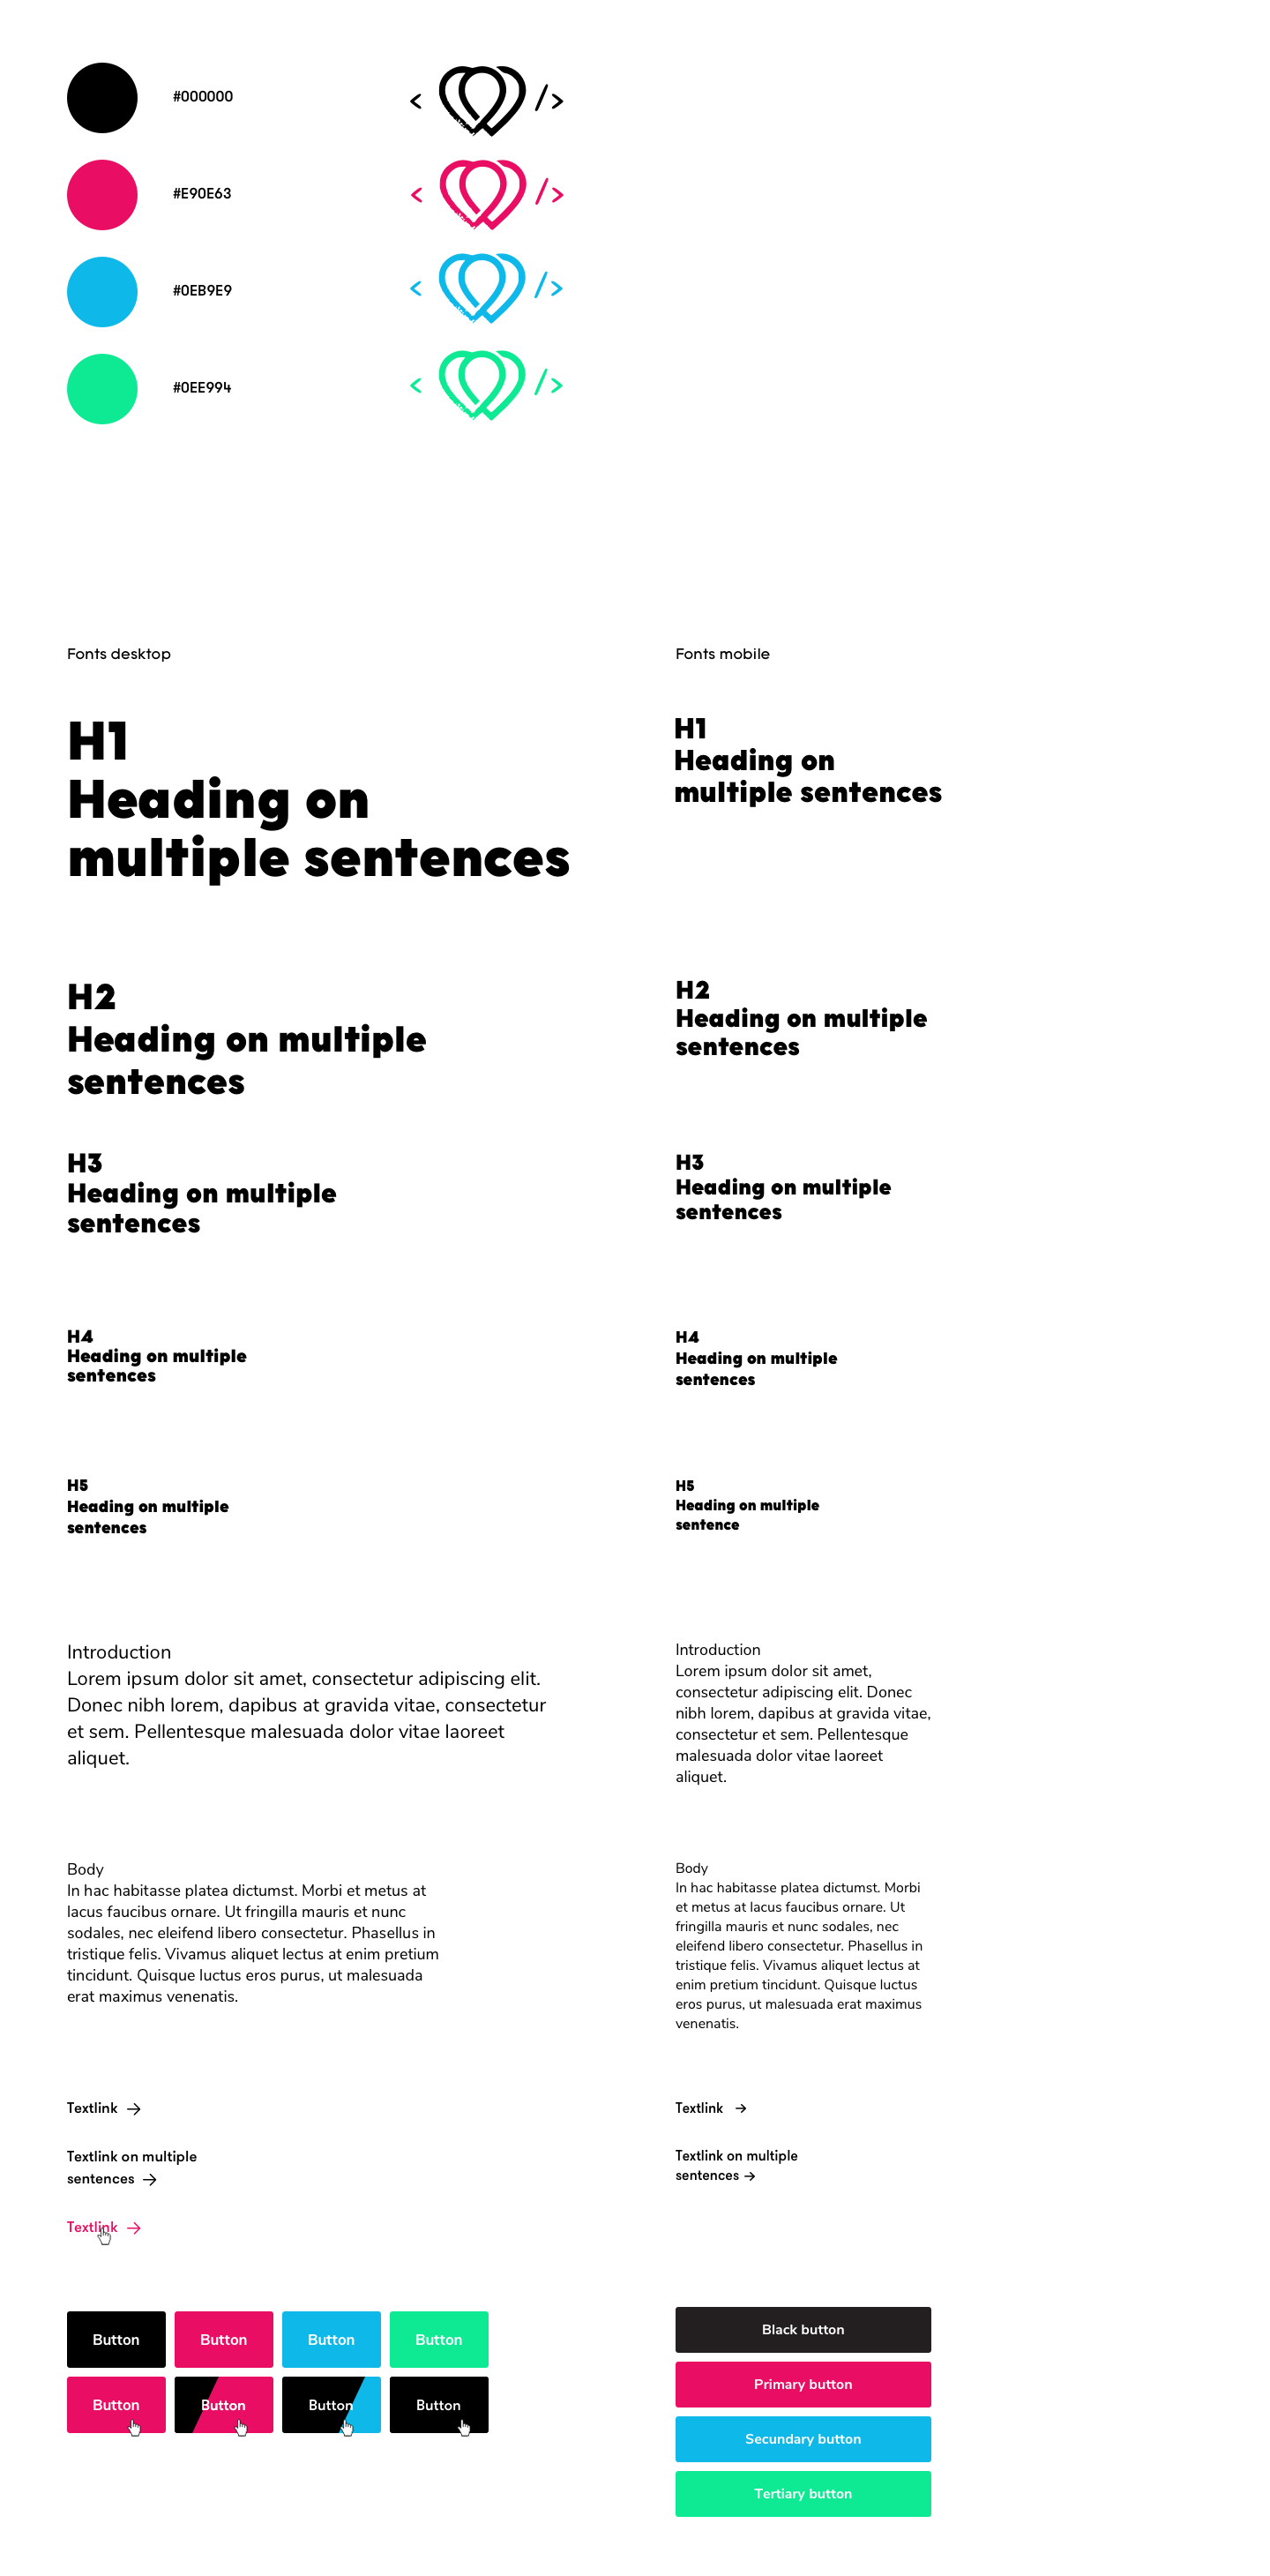 #000000
#E90E63
#0EB9E9
#0EE994
Fonts desktop
H1
Heading on
multiple sentences
H2
Heading on multiple
sentences
H3
Heading on multiple
sentences
H4
Heading on multiple
sentences
H5
Heading on multiple
sentences
Introduction
Lorem ipsum dolor sit amet, consectetur adipiscing elit.
Donec nibh lorem, dapibus at gravida vitae, consectetur
et sem. Pellentesque malesuada dolor vitae laoreet
aliquet.
Body
In hac habitasse platea dictumst. Morbi et metus at
lacus faucibus ornare. Ut fringilla mauris et nunc
sodales, nec eleifend libero consectetur. Phasellus in
tristique felis. Vivamus aliquet lectus at enim pretium
tincidunt. Quisque luctus eros purus, ut malesuada
erat maximus venenatis.
Textlink →
Textlink on multiple
sentences →
Textlink →
Button Button Button Button
Button Button Button Button
Fonts mobile
H1
Heading on
multiple sentences
H2
Heading on multiple
sentences
H3
Heading on multiple
sentences
H4
Heading on multiple
sentences
H5
Heading on multiple
sentence
Introduction
Lorem ipsum dolor sit amet,
consectetur adipiscing elit. Donec
nibh lorem, dapibus at gravida vitae,
consectetur et sem. Pellentesque
malesuada dolor vitae laoreet
aliquet.
Body
In hac habitasse platea dictumst. Morbi
et metus at lacus faucibus ornare. Ut
fringilla mauris et nunc sodales, nec
eleifend libero consectetur. Phasellus in
tristique felis. Vivamus aliquet lectus at
enim pretium tincidunt. Quisque luctus
eros purus, ut malesuada erat maximus
venenatis.
Textlink →
Textlink on multiple
sentences →
Black button
Primary button
Secundary button
Tertiary button